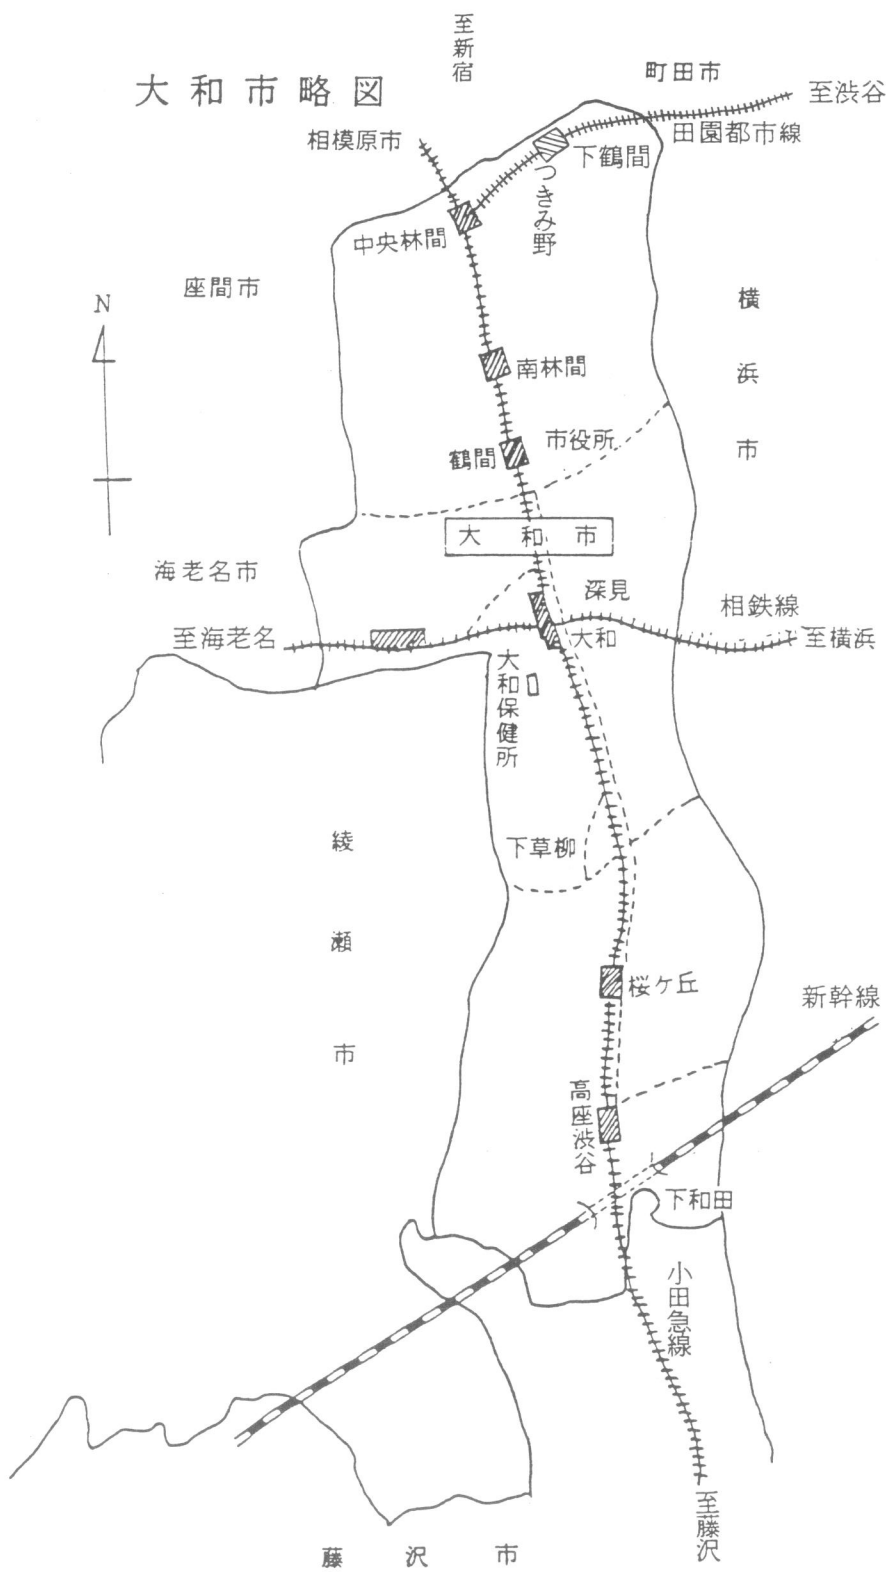 至新宿
町田市
大和市略図
至渋谷
田園都市線
相模原市
下鶴間
つきみ野
中央林間
座間市
N
横浜市
南林間
市役所
鶴間
大和市
海老名市
深見
相鉄線
至海老名
大和
至横浜
大和保健所
綾瀬市
下草柳
桜ケ丘
新幹線
高座渋谷
下和田
小田急線
至藤沢
藤沢市